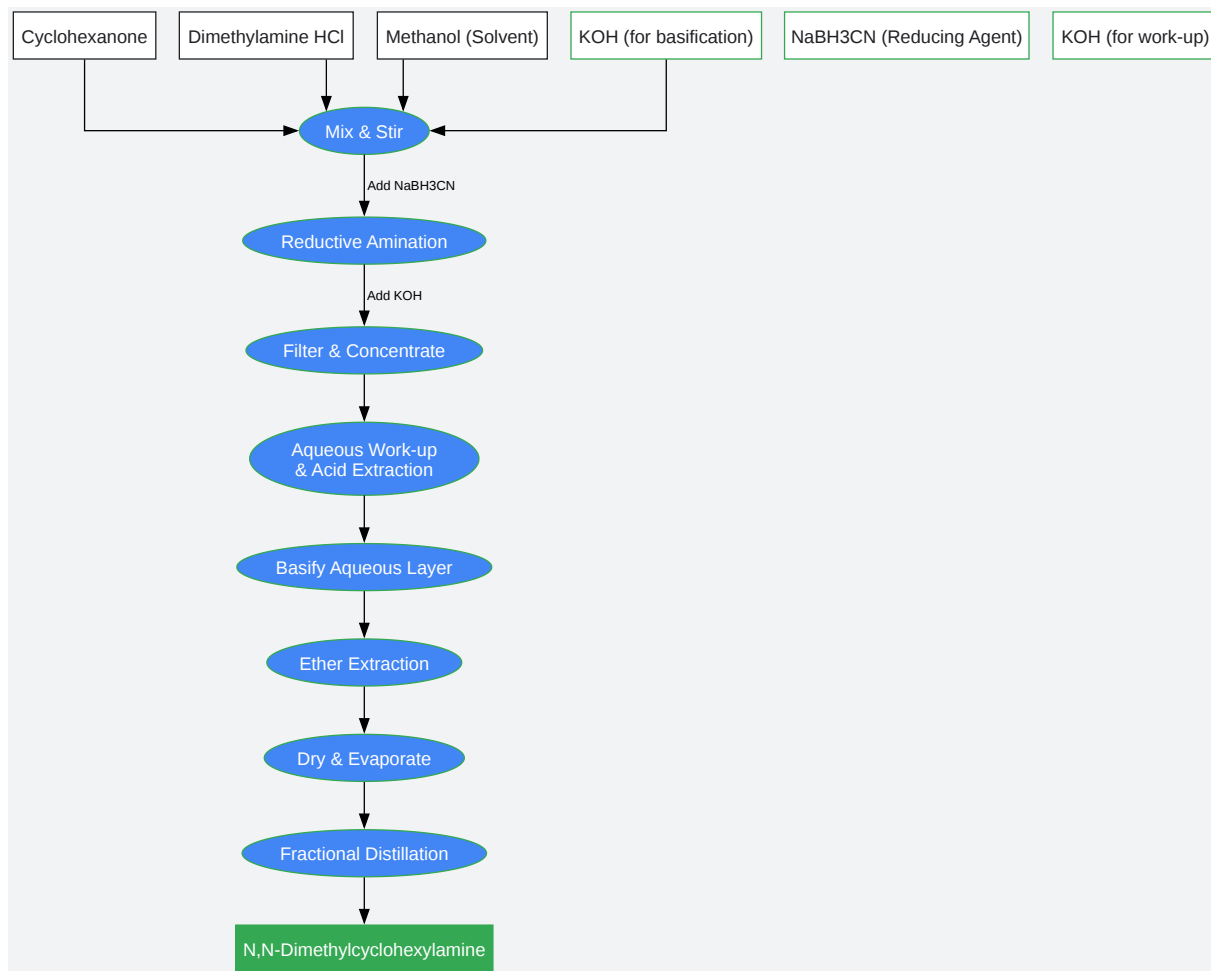 Cyclohexanone
Dimethylamine HCl
Methanol (Solvent)
KOH (for basification)
NaBH3CN (Reducing Agent)
KOH (for work-up)
Mix & Stir
Add NaBH3CN
Reductive Amination
Add KOH
Filter & Concentrate
Aqueous Work-up
& Acid Extraction
Basify Aqueous Layer
Ether Extraction
Dry & Evaporate
Fractional Distillation
N,N-Dimethylcyclohexylamine